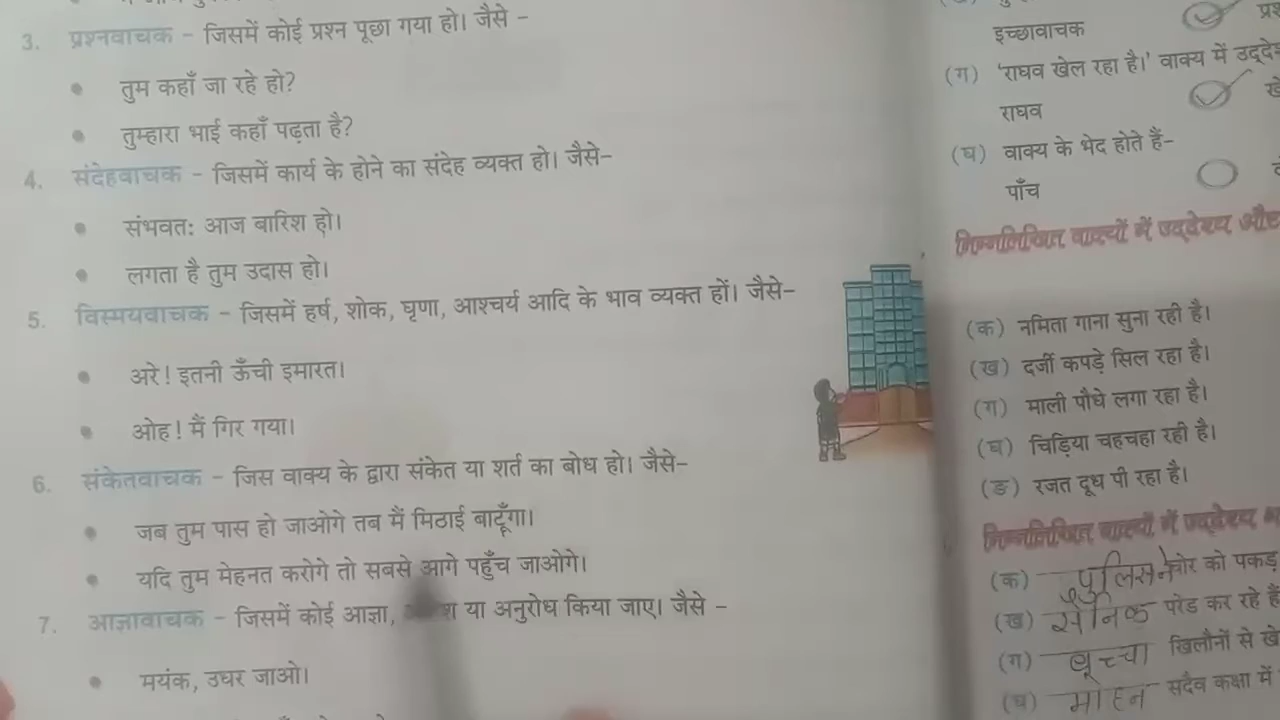 3. प्रश्नवाचक - जिसमें कोई प्रश्न पूछा गया हो। जैसे -
• तुम कहाँ जा रहे हो?
• तुम्हारा भाई कहाँ पढ़ता है?
4. संदेहवाचक - जिसमें कार्य के होने का संदेह व्यक्त हो। जैसे-
• संभवतः आज बारिश हो।
• लगता है तुम उदास हो।
5. विस्मयवाचक - जिसमें हर्ष, शोक, घृणा, आश्चर्य आदि के भाव व्यक्त हों। जैसे-
• अरे! इतनी ऊँची इमारत।
• ओह! मैं गिर गया।
6. संकेतवाचक - जिस वाक्य के द्वारा संकेत या शर्त का बोध हो। जैसे-
• जब तुम पास हो जाओगे तब मैं मिठाई बाटूँगा।
• यदि तुम मेहनत करोगे तो सबसे आगे पहुँच जाओगे।
7. आज्ञावाचक - जिसमें कोई आज्ञा, या अनुरोध किया जाए। जैसे -
• मयंक, उधर जाओ।
इच्छावाचक
(ग) 'राघव खेल रहा है।' वाक्य में
राघव
(घ) वाक्य के भेद होते हैं-
पाँच
निम्नलिखित वाक्यों में उद्देश्य और
(क) नमिता गाना सुना रही है।
(ख) दर्जी कपड़े सिल रहा है।
(ग) माली पौधे लगा रहा है।
(घ) चिड़िया चहचहा रही है।
(ङ) रजत दूध पी रहा है।
निम्नलिखित वाक्यों में उद्देश्य
(क) पुलिसने चोर को पकड़
(ख) सैनिक परेड कर रहे हैं
(ग) बच्चा खिलौनों से
(घ) मोहन सदैव कक्षा में